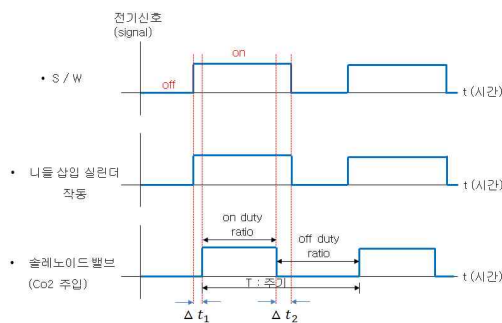 전기신호
(signal)
on
• S / W
off
t (시간)
• 니들 삽입 실린더
작동
t (시간)
on duty
ratio
off duty
ratio
• 솔레노이드 밸브
(Co2 주입)
t (시간)
T : 주기
Δ t₁
Δ t₂